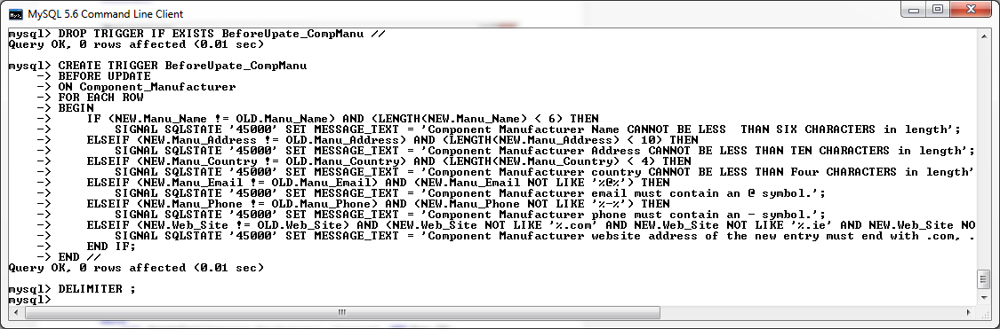 MySQL 5.6 Command Line Client
mysql> DROP TRIGGER IF EXISTS BeforeUpate_CompManu //
Query OK, 0 rows affected (0.01 sec)
mysql> CREATE TRIGGER BeforeUpate_CompManu
-> BEFORE UPDATE
-> ON Component_Manufacturer
-> FOR EACH ROW
-> BEGIN
-> IF (NEW.Manu_Name != OLD.Manu_Name) AND (LENGTH(NEW.Manu_Name) < 6) THEN
-> SIGNAL SQLSTATE '45000' SET MESSAGE_TEXT = 'Component Manufacturer Name CANNOT BE LESS  THAN SIX CHARACTERS in length';
-> ELSEIF (NEW.Manu_Address != OLD.Manu_Address) AND (LENGTH(NEW.Manu_Address) < 10) THEN
-> SIGNAL SQLSTATE '45000' SET MESSAGE_TEXT = 'Component Manufacturer Address CANNOT BE LESS THAN TEN CHARACTERS in length';
-> ELSEIF (NEW.Manu_Country != OLD.Manu_Country) AND (LENGTH(NEW.Manu_Country) < 4) THEN
-> SIGNAL SQLSTATE '45000' SET MESSAGE_TEXT = 'Component Manufacturer country CANNOT BE LESS THAN Four CHARACTERS in length'
-> ELSEIF (NEW.Manu_Email != OLD.Manu_Email) AND (NEW.Manu_Email NOT LIKE '%@%') THEN
-> SIGNAL SQLSTATE '45000' SET MESSAGE_TEXT = 'Component Manufacturer email must contain an @ symbol.';
-> ELSEIF (NEW.Manu_Phone != OLD.Manu_Phone) AND (NEW.Manu_Phone NOT LIKE '%-%') THEN
-> SIGNAL SQLSTATE '45000' SET MESSAGE_TEXT = 'Component Manufacturer phone must contain an - symbol.';
-> ELSEIF (NEW.Web_Site != OLD.Web_Site) AND (NEW.Web_Site NOT LIKE '%.com' AND NEW.Web_Site NOT LIKE '%.ie' AND NEW.Web_Site NO
-> SIGNAL SQLSTATE '45000' SET MESSAGE_TEXT = 'Component Manufacturer website address of the new entry must end with .com, .
-> END IF;
-> END //
Query OK, 0 rows affected (0.01 sec)
mysql> DELIMITER ;
mysql>